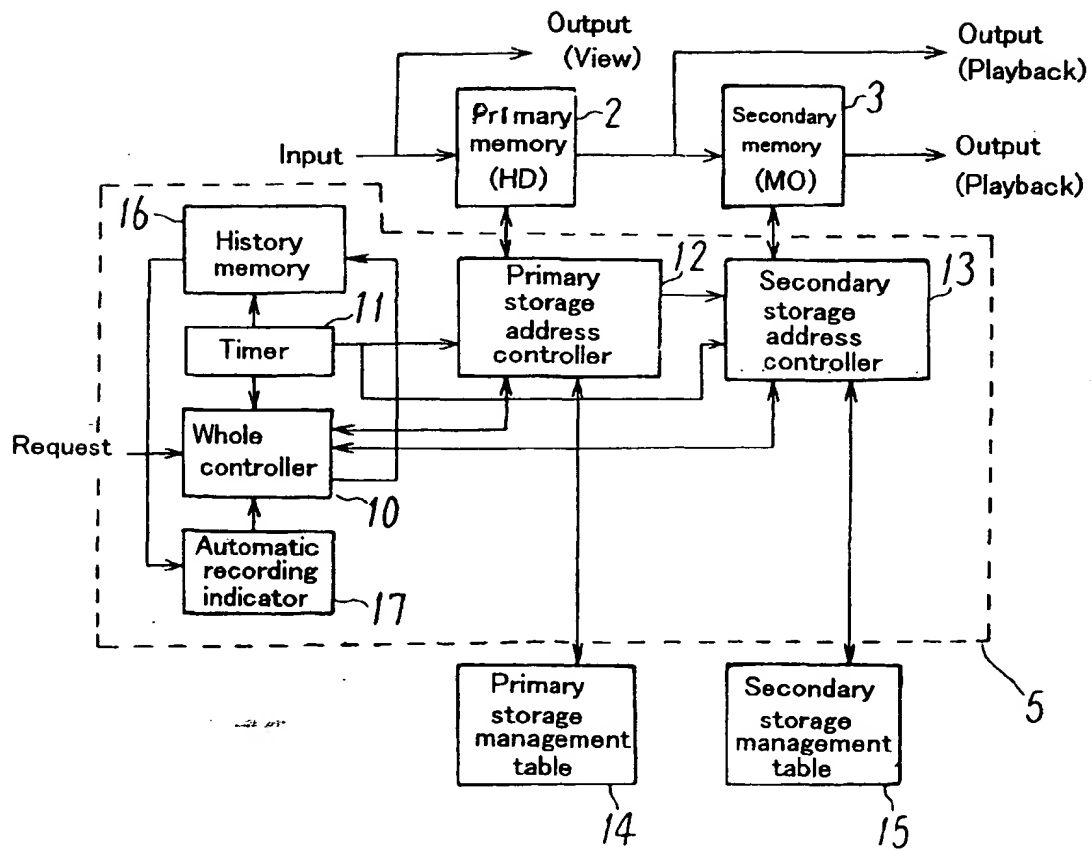 Output
(View)
Output
(Playback)
Primary
memory
(HD)
2
Secondary
memory
(MO)
3
Input
Output
(Playback)
16
History
memory
Primary
storage
address
controller
12
Secondary
storage
address
controller
13
11
Timer
Request
Whole
controller
10
Automatic
recording
indicator
17
Primary
storage
management
table
14
Secondary
storage
management
table
15
5